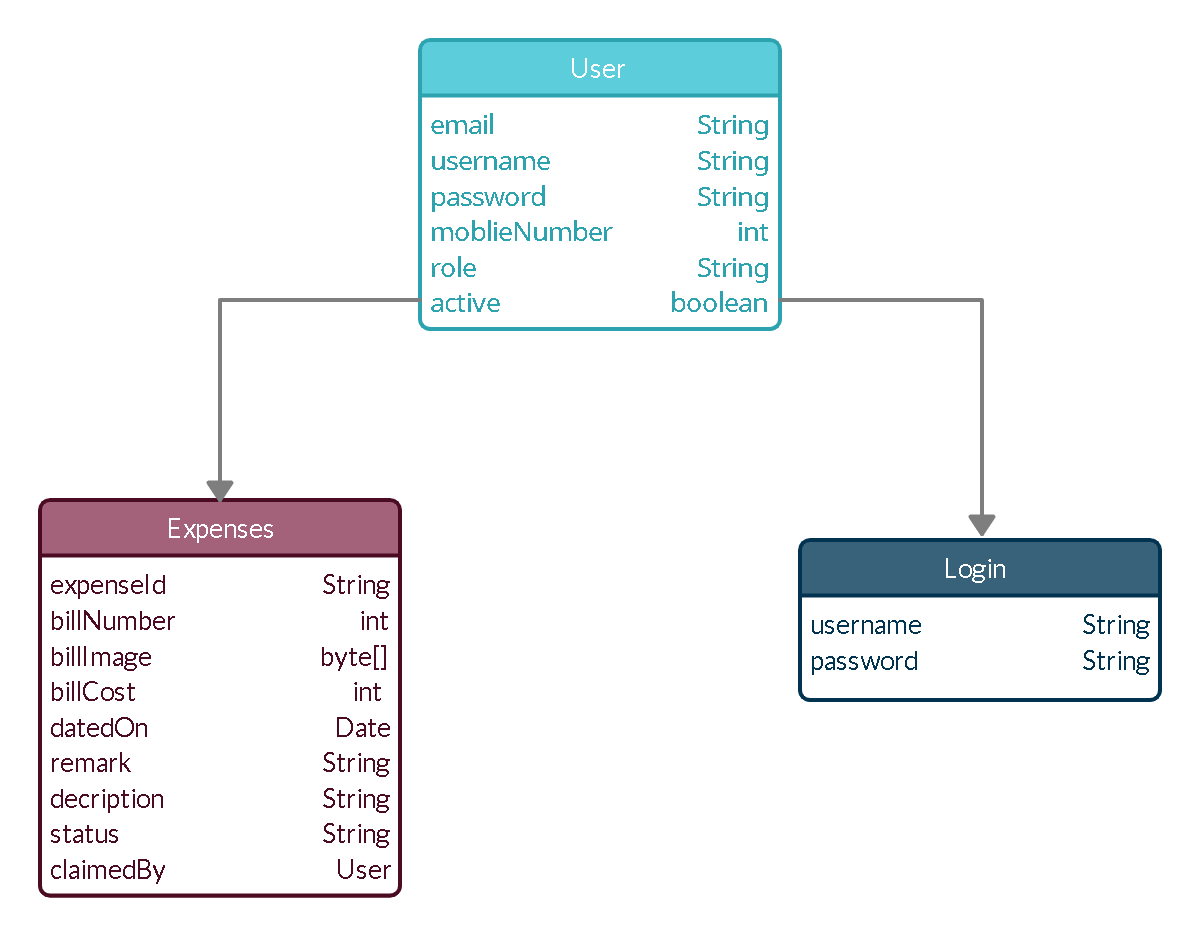 User
email String
username String
password String
moblieNumber int
role String
active boolean
Expenses
expenseId String
billNumber int
billImage byte[]
billCost int
datedOn Date
remark String
decription String
status String
claimedBy User
Login
username String
password String